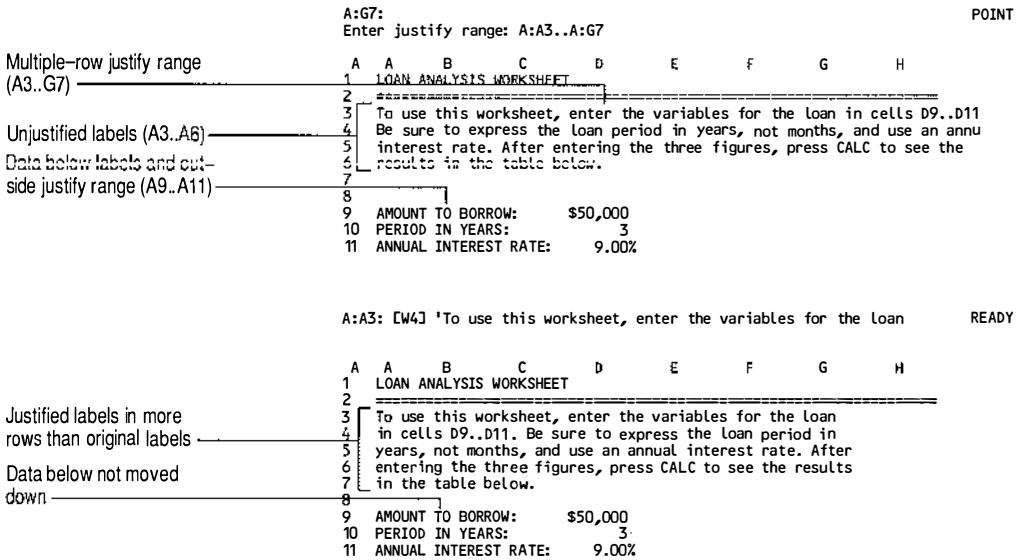 A:G7: POINT
Enter justify range: A:A3..A:G7
Multiple-row justify range
(A3..G7)
Unjustified labels (A3..A6)
Data below labels and out-
side justify range (A9..A11)
A A B C D E F G H
1 LOAN ANALYSIS WORKSHEET
2 ==========================================================
3 To use this worksheet, enter the variables for the loan in cells D9..D11
4 Be sure to express the loan period in years, not months, and use an annu
5 interest rate. After entering the three figures, press CALC to see the
6 results in the table below.
7
8
9 AMOUNT TO BORROW: $50,000
10 PERIOD IN YEARS: 3
11 ANNUAL INTEREST RATE: 9.00%
A:A3: [W4] 'To use this worksheet, enter the variables for the loan READY
Justified labels in more
rows than original labels
Data below not moved
down
A A B C D E F G H
1 LOAN ANALYSIS WORKSHEET
2 ==========================================================
3 To use this worksheet, enter the variables for the loan
4 in cells D9..D11. Be sure to express the loan period in
5 years, not months, and use an annual interest rate. After
6 entering the three figures, press CALC to see the results
7 in the table below.
8
9 AMOUNT TO BORROW: $50,000
10 PERIOD IN YEARS: 3
11 ANNUAL INTEREST RATE: 9.00%